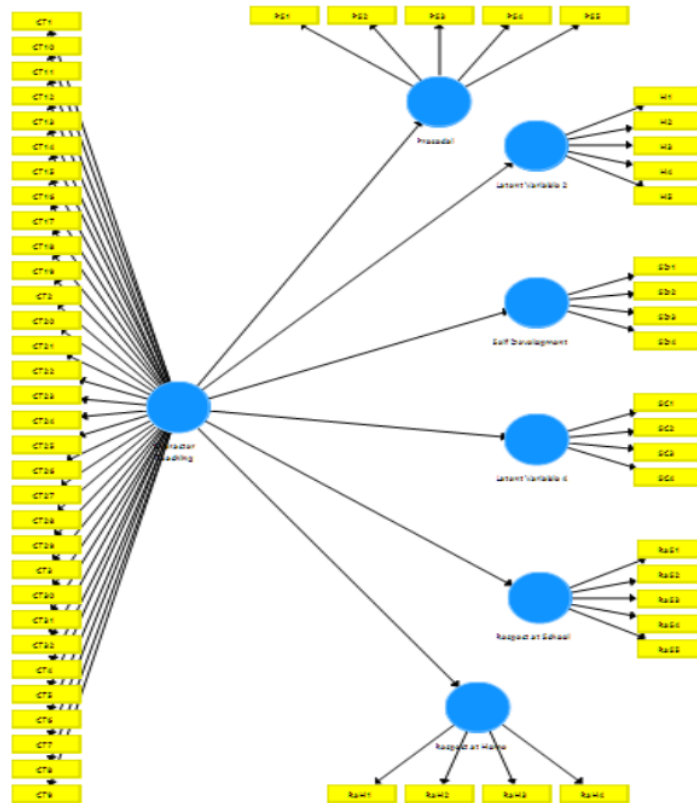 CT1
CT10
CT11
CT12
CT13
CT14
CT15
CT16
CT17
CT18
CT19
CT2
CT20
CT21
CT22
CT23
CT24
CT25
CT26
CT27
CT28
CT29
CT3
CT30
CT31
CT32
CT4
CT5
CT6
CT7
CT8
CT9
PS1 PS2 PS3 PS4 PS5
H1
H2
H3
H4
H5
Latent Variable 2
SD1
SD2
SD3
SD4
Self Development
SC1
SC2
SC3
SC4
Latent Variable 4
RaS1
RaS2
RaS3
RaS4
RaS5
Respect at School
Respect at Home
RaH1 RaH2 RaH3 RaH4